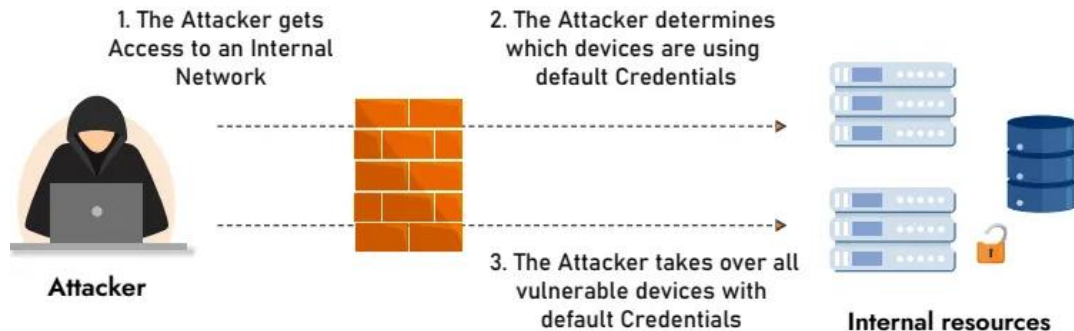 1. The Attacker gets
Access to an Internal
Network
2. The Attacker determines
which devices are using
default Credentials
3. The Attacker takes over all
vulnerable devices with
default Credentials
Attacker
Internal resources